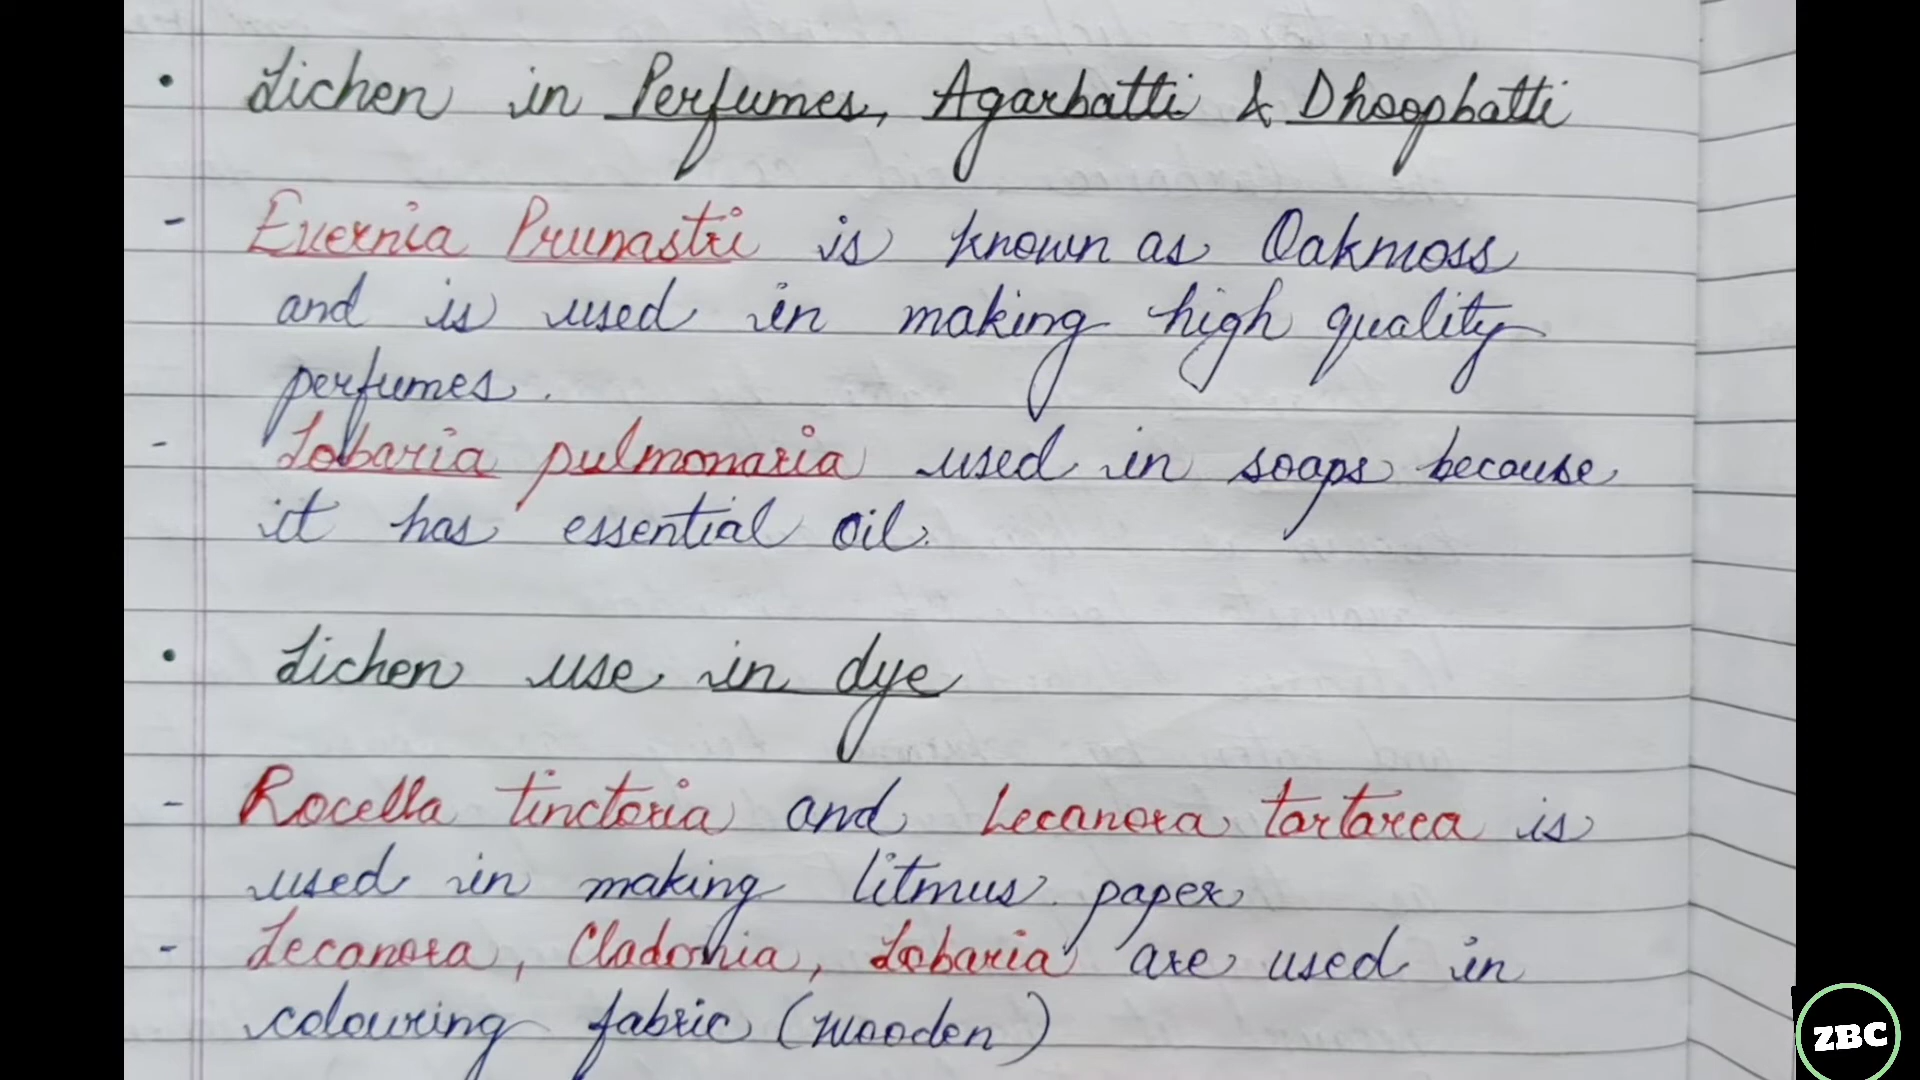 • Lichen in Perfumes, Agarbatti & Dhoopbatti
- Evernia Prunastri is known as Oakmoss
and is used in making high quality
perfumes.
- Lobaria pulmonaria used in soaps because
it has essential oil.
• Lichen use in dye
- Rocella tinctoria and Lecanora tartarea is
used in making litmus paper
- Lecanora, Cladonia, Lobaria are used in
colouring fabric (wooden)
ZBC